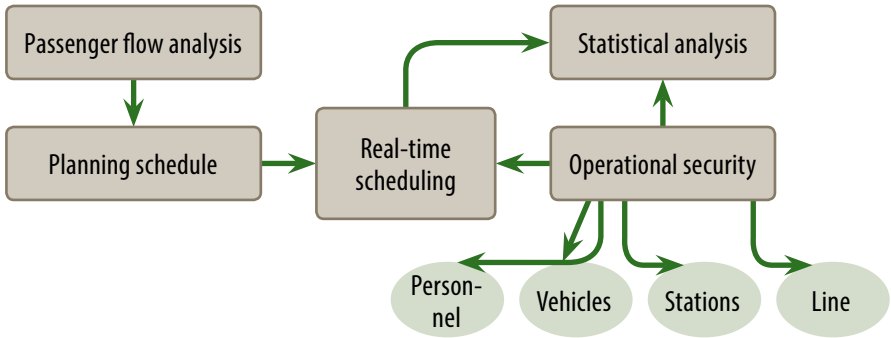 Passenger flow analysis
Statistical analysis
Planning schedule
Real-time
scheduling
Operational security
Person-
nel
Vehicles
Stations
Line